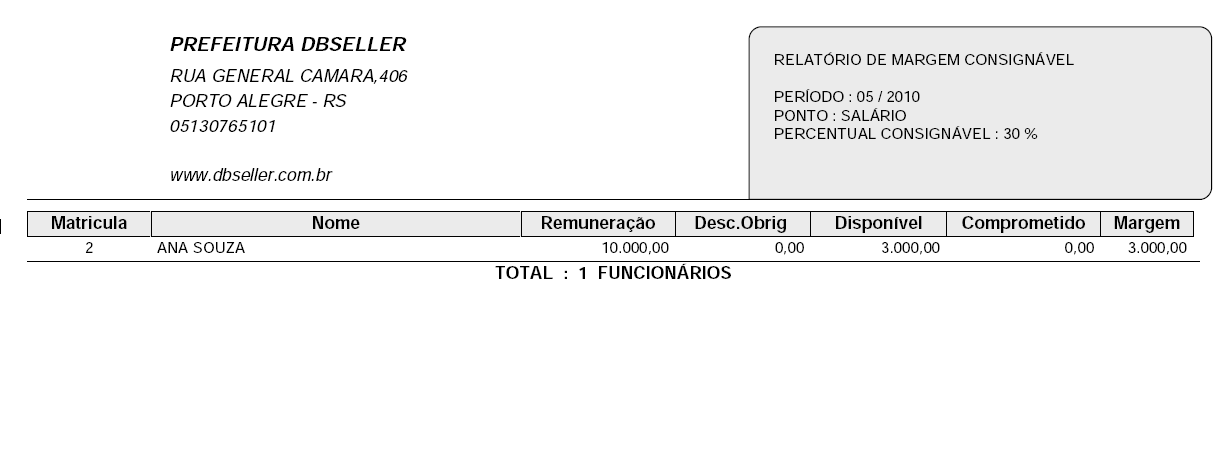 PREFEITURA DBSELLER
RUA GENERAL CAMARA,406
PORTO ALEGRE - RS
05130765101
www.dbseller.com.br
RELATÓRIO DE MARGEM CONSIGNÁVEL
PERÍODO : 05 / 2010
PONTO : SALÁRIO
PERCENTUAL CONSIGNÁVEL : 30 %
Matricula Nome Remuneração Desc.Obrig Disponível Comprometido Margem
2 ANA SOUZA 10.000,00 0,00 3.000,00 0,00 3.000,00
TOTAL : 1 FUNCIONÁRIOS